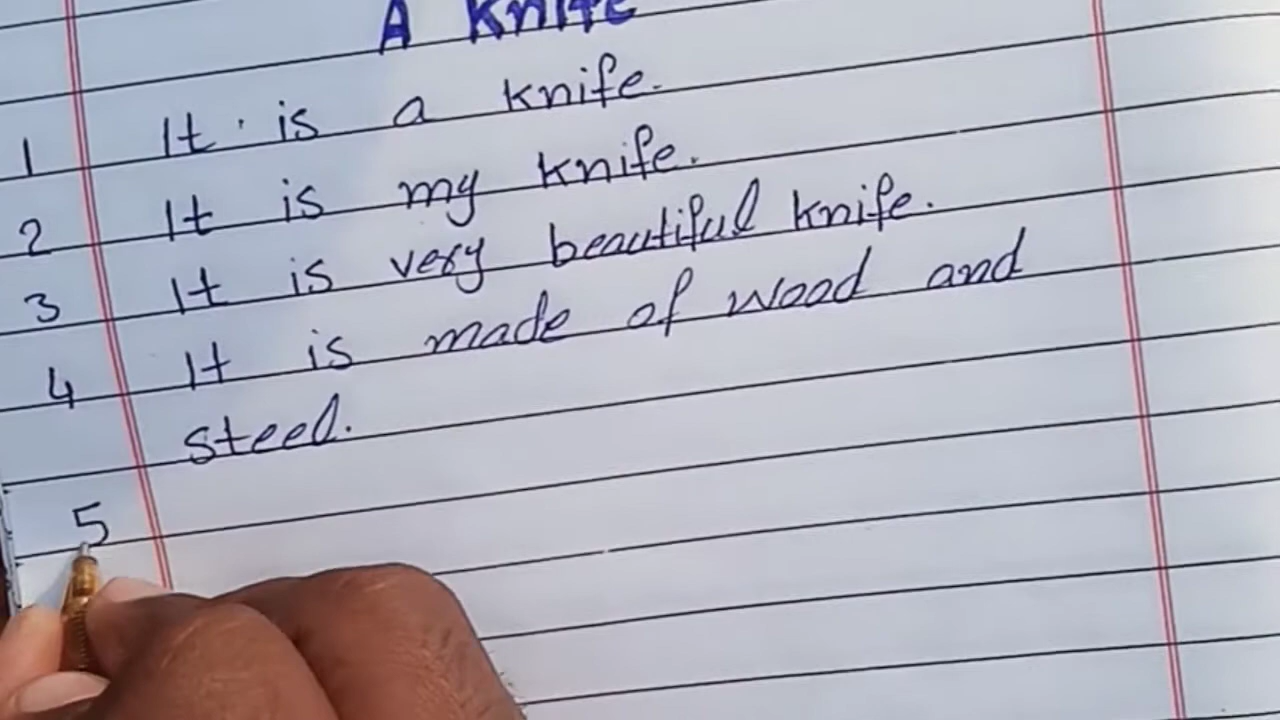 A Knife
1 It is a knife.
2 It is my knife.
3 It is very beautiful knife.
4 It is made of wood and
steel.
5